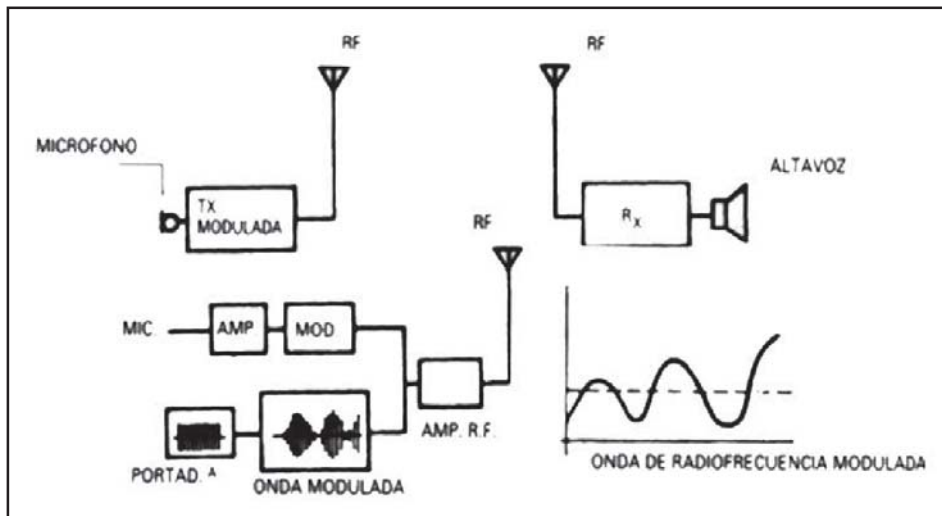 RF
RF
MICROFONO
ALTAVOZ
TX
MODULADA
RX
RF
MIC.
AMP
MOD
AMP. R.F.
PORTAD. A
ONDA MODULADA
ONDA DE RADIOFRECUENCIA MODULADA